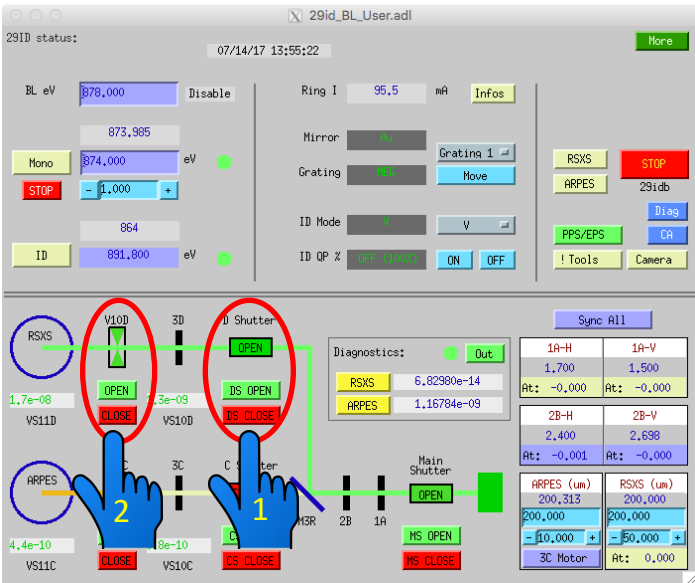 29id_BL_User.adl
29ID status:
07/14/17 13:55:22
More
BL eV
878.000
Disable
Ring I
95.5
mA
Infos
873.985
Mono
874.000
eV
STOP
- 1.000 +
864
ID
891.800
eV
Mirror
Au
Grating
MEG
Grating 1
Move
ID Mode
V
V
ID QP %
OFF (100%)
ON
OFF
RSXS
STOP
ARPES
29idb
Diag
PPS/EPS
CA
! Tools
Camera
RSXS
V10D
3D
D Shutter
OPEN
OPEN
DS OPEN
CLOSE
DS CLOSE
1.7e-08
1.3e-09
VS11D
VS10D
Diagnostics:
Out
RSXS
6.82980e-14
ARPES
1.16784e-09
Sync All
1A-H
1A-V
1.700
1.500
At: -0.000
At: -0.000
2B-H
2B-V
2.400
2.698
At: -0.001
At: -0.000
ARPES (um)
RSXS (um)
200.313
200.000
200.000
200.000
- 10.000 +
- 50.000 +
3C Motor
At: 0.000
ARPES
3C
Main
Shutter
OPEN
M3R
2B
1A
MS OPEN
MS CLOSE
2
1
4.4e-10
8e-10
CLOSE
CS CLOSE
VS11C
VS10C